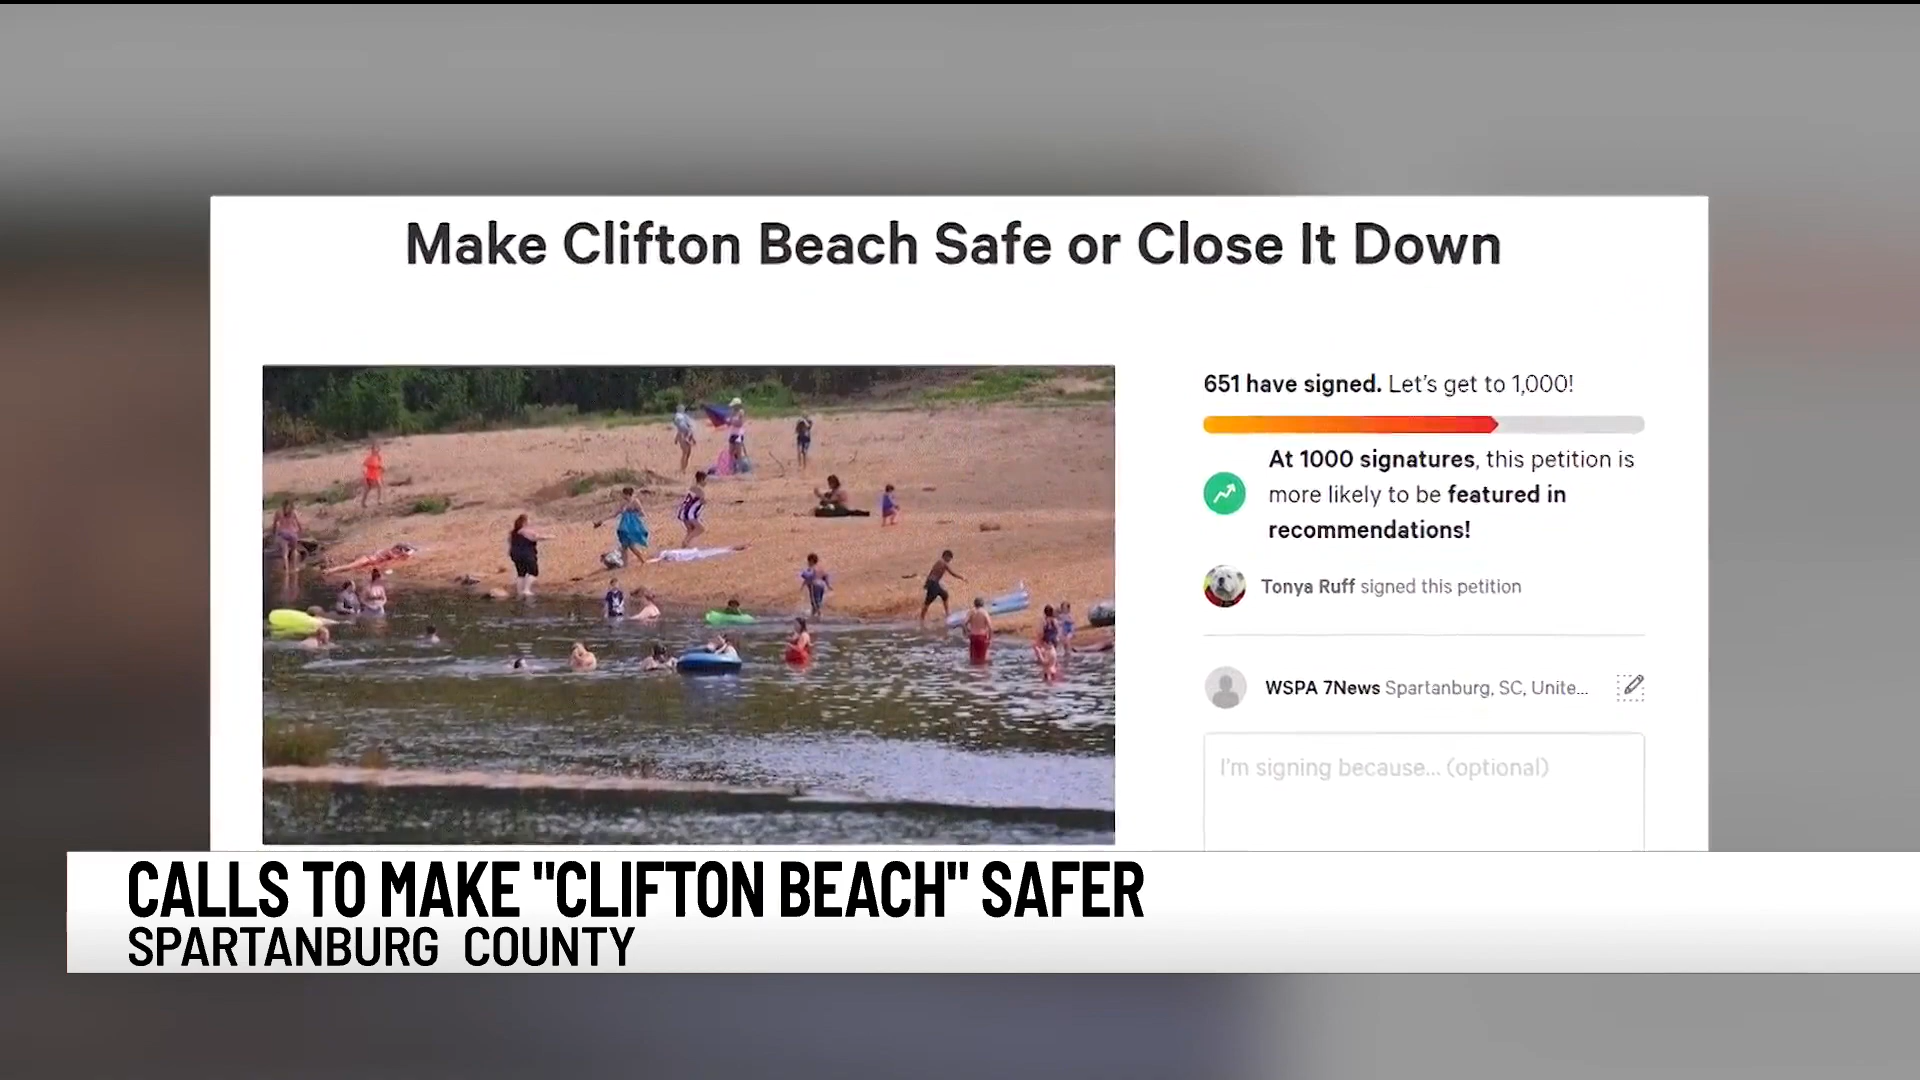 Make Clifton Beach Safe or Close It Down
651 have signed. Let's get to 1,000!
At 1000 signatures, this petition is
more likely to be featured in
recommendations!
Tonya Ruff signed this petition
WSPA 7News Spartanburg, SC, Unite...
I'm signing because... (optional)
CALLS TO MAKE "CLIFTON BEACH" SAFER
SPARTANBURG COUNTY